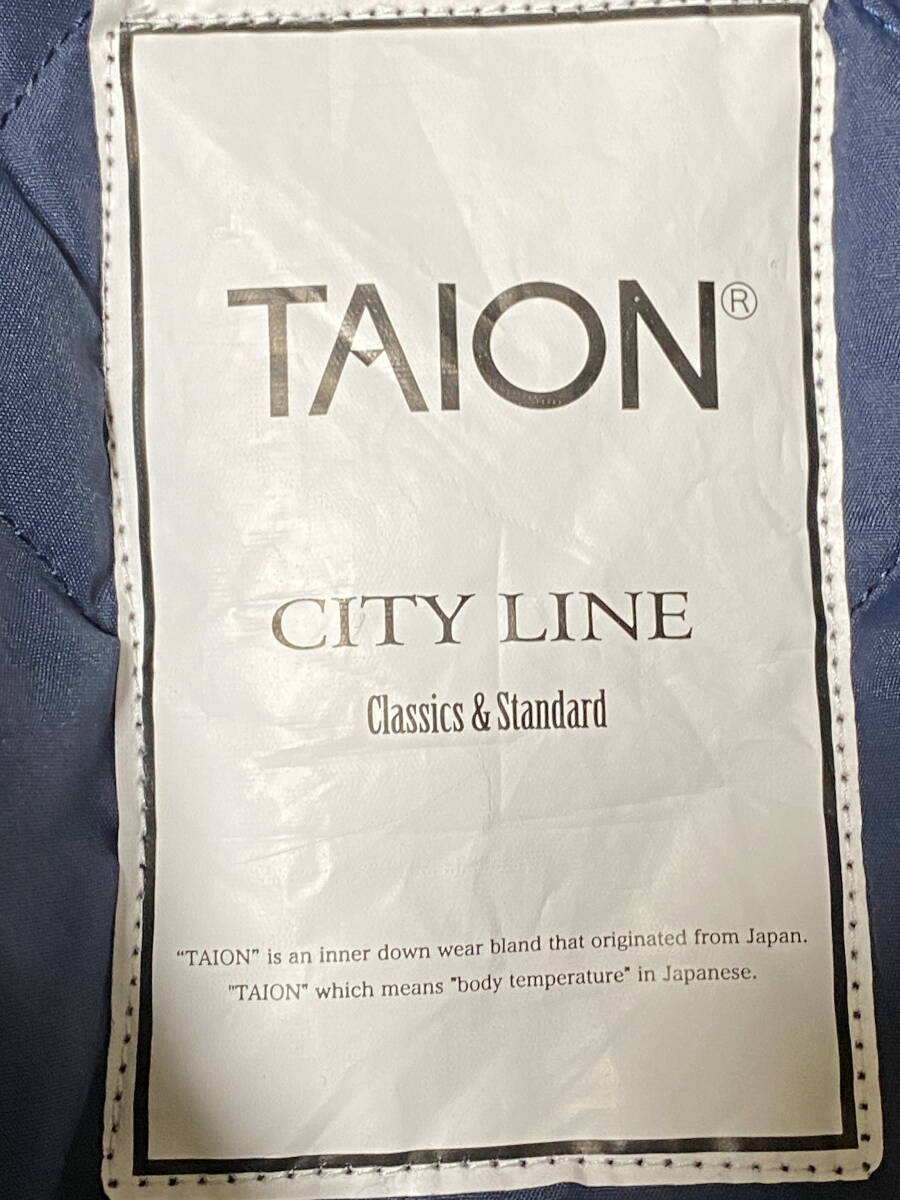 TAION®
CITY LINE
Classics & Standard
“TAION” is an inner down wear bland that originated from Japan.
"TAION" which means "body temperature" in Japanese.